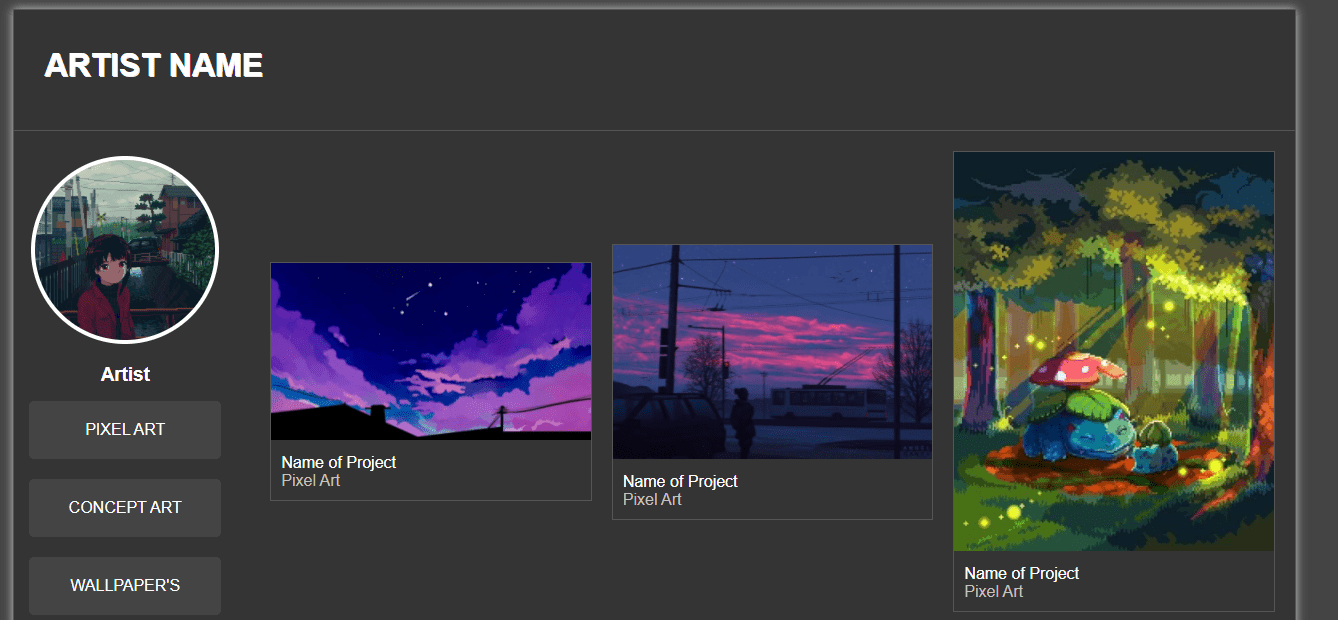 ARTIST NAME
Artist
PIXEL ART
CONCEPT ART
WALLPAPER'S
Name of Project
Pixel Art
Name of Project
Pixel Art
Name of Project
Pixel Art